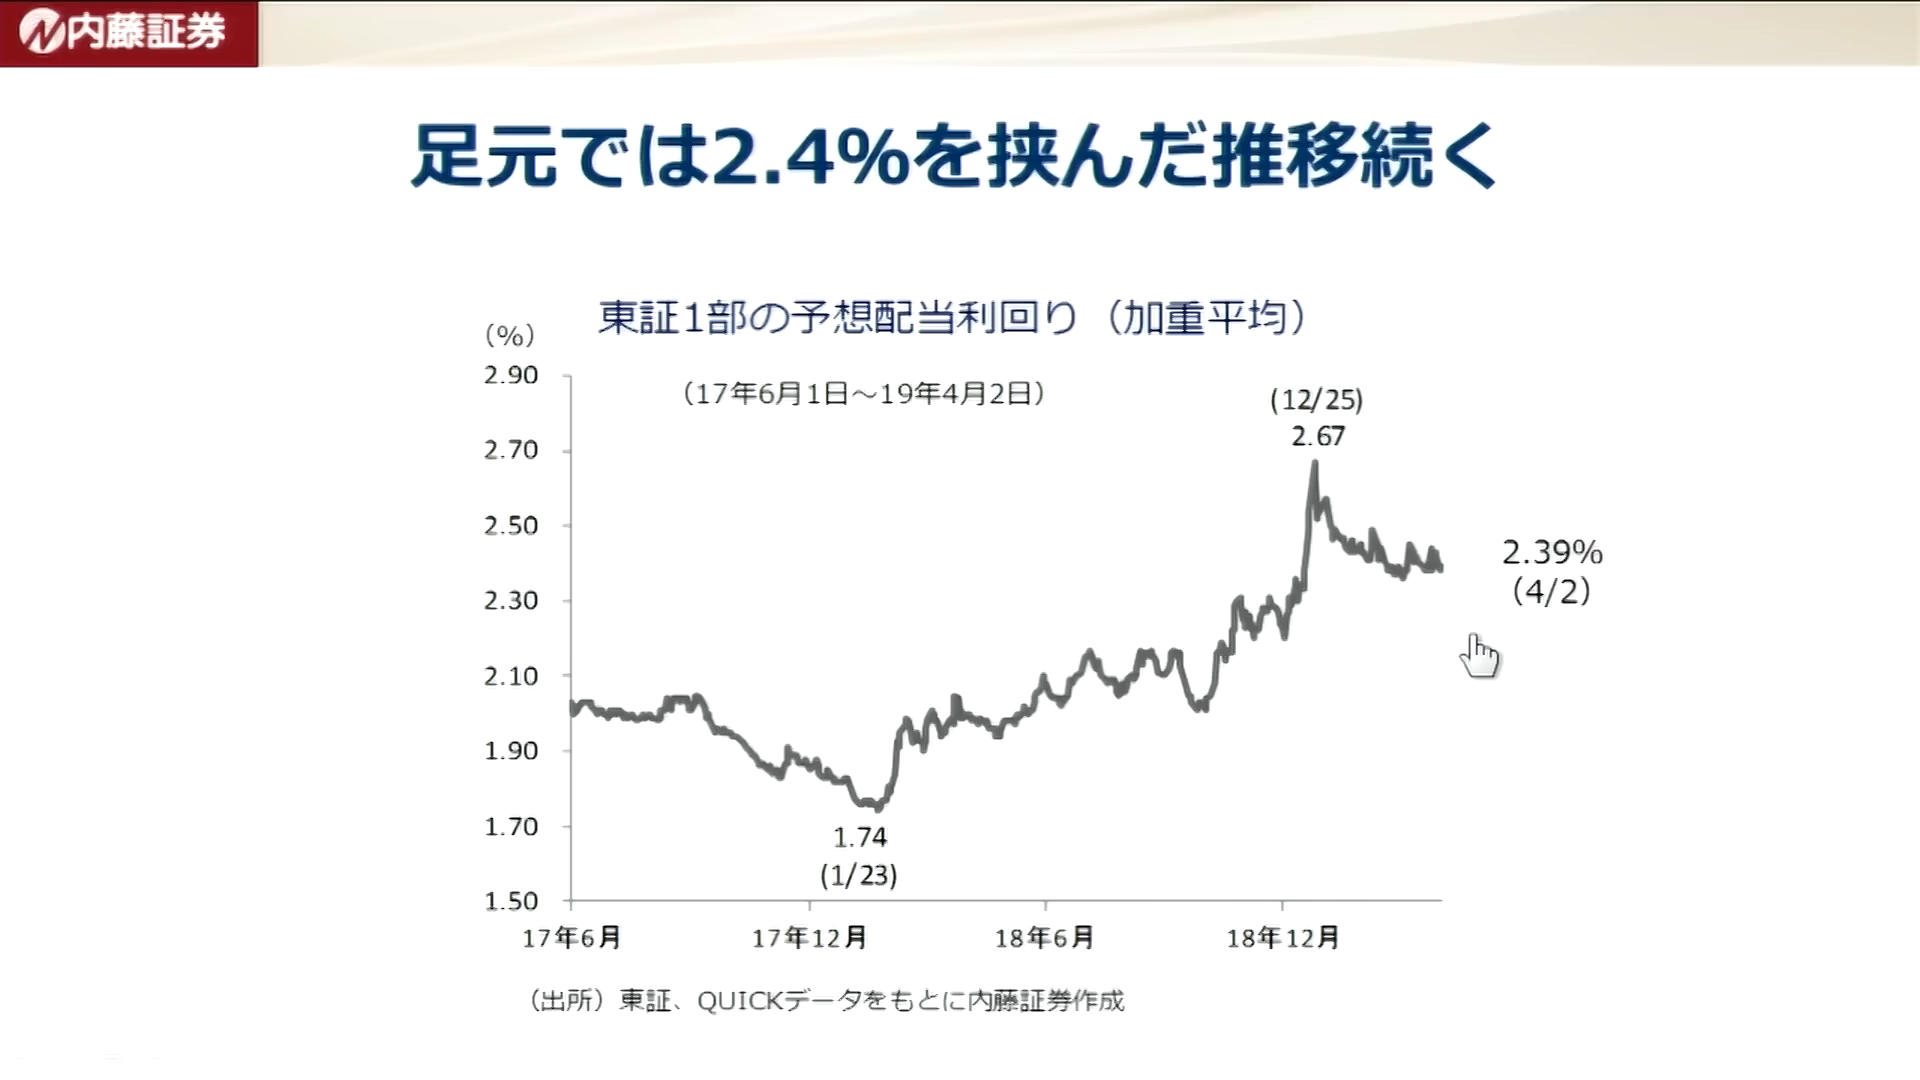 内藤証券
足元では2.4%を挟んだ推移続く
東証1部の予想配当利回り（加重平均）
（%）
（17年6月1日～19年4月2日）
2.90
2.70
2.50
2.30
2.10
1.90
1.70
1.50
(12/25)
2.67
2.39%
（4/2）
1.74
(1/23)
17年6月
17年12月
18年6月
18年12月
（出所）東証、QUICKデータをもとに内藤証券作成